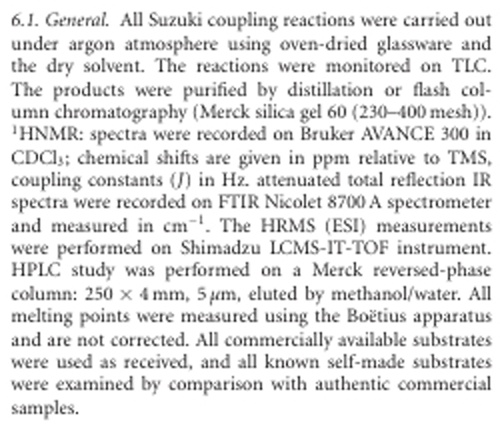 6.1. General. All Suzuki coupling reactions were carried out
under argon atmosphere using oven-dried glassware and
the dry solvent. The reactions were monitored on TLC.
The products were purified by distillation or flash col-
umn chromatography (Merck silica gel 60 (230–400 mesh)).
¹HNMR: spectra were recorded on Bruker AVANCE 300 in
CDCl₃; chemical shifts are given in ppm relative to TMS,
coupling constants (J) in Hz. attenuated total reflection IR
spectra were recorded on FTIR Nicolet 8700 A spectrometer
and measured in cm⁻¹. The HRMS (ESI) measurements
were performed on Shimadzu LCMS-IT-TOF instrument.
HPLC study was performed on a Merck reversed-phase
column: 250 × 4 mm, 5 μm, eluted by methanol/water. All
melting points were measured using the Boëtius apparatus
and are not corrected. All commercially available substrates
were used as received, and all known self-made substrates
were examined by comparison with authentic commercial
samples.